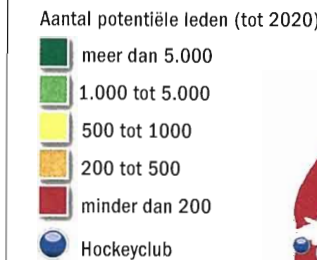 Aantal potentiële leden (tot 2020)
meer dan 5.000
1.000 tot 5.000
500 tot 1000
200 tot 500
minder dan 200
Hockeyclub